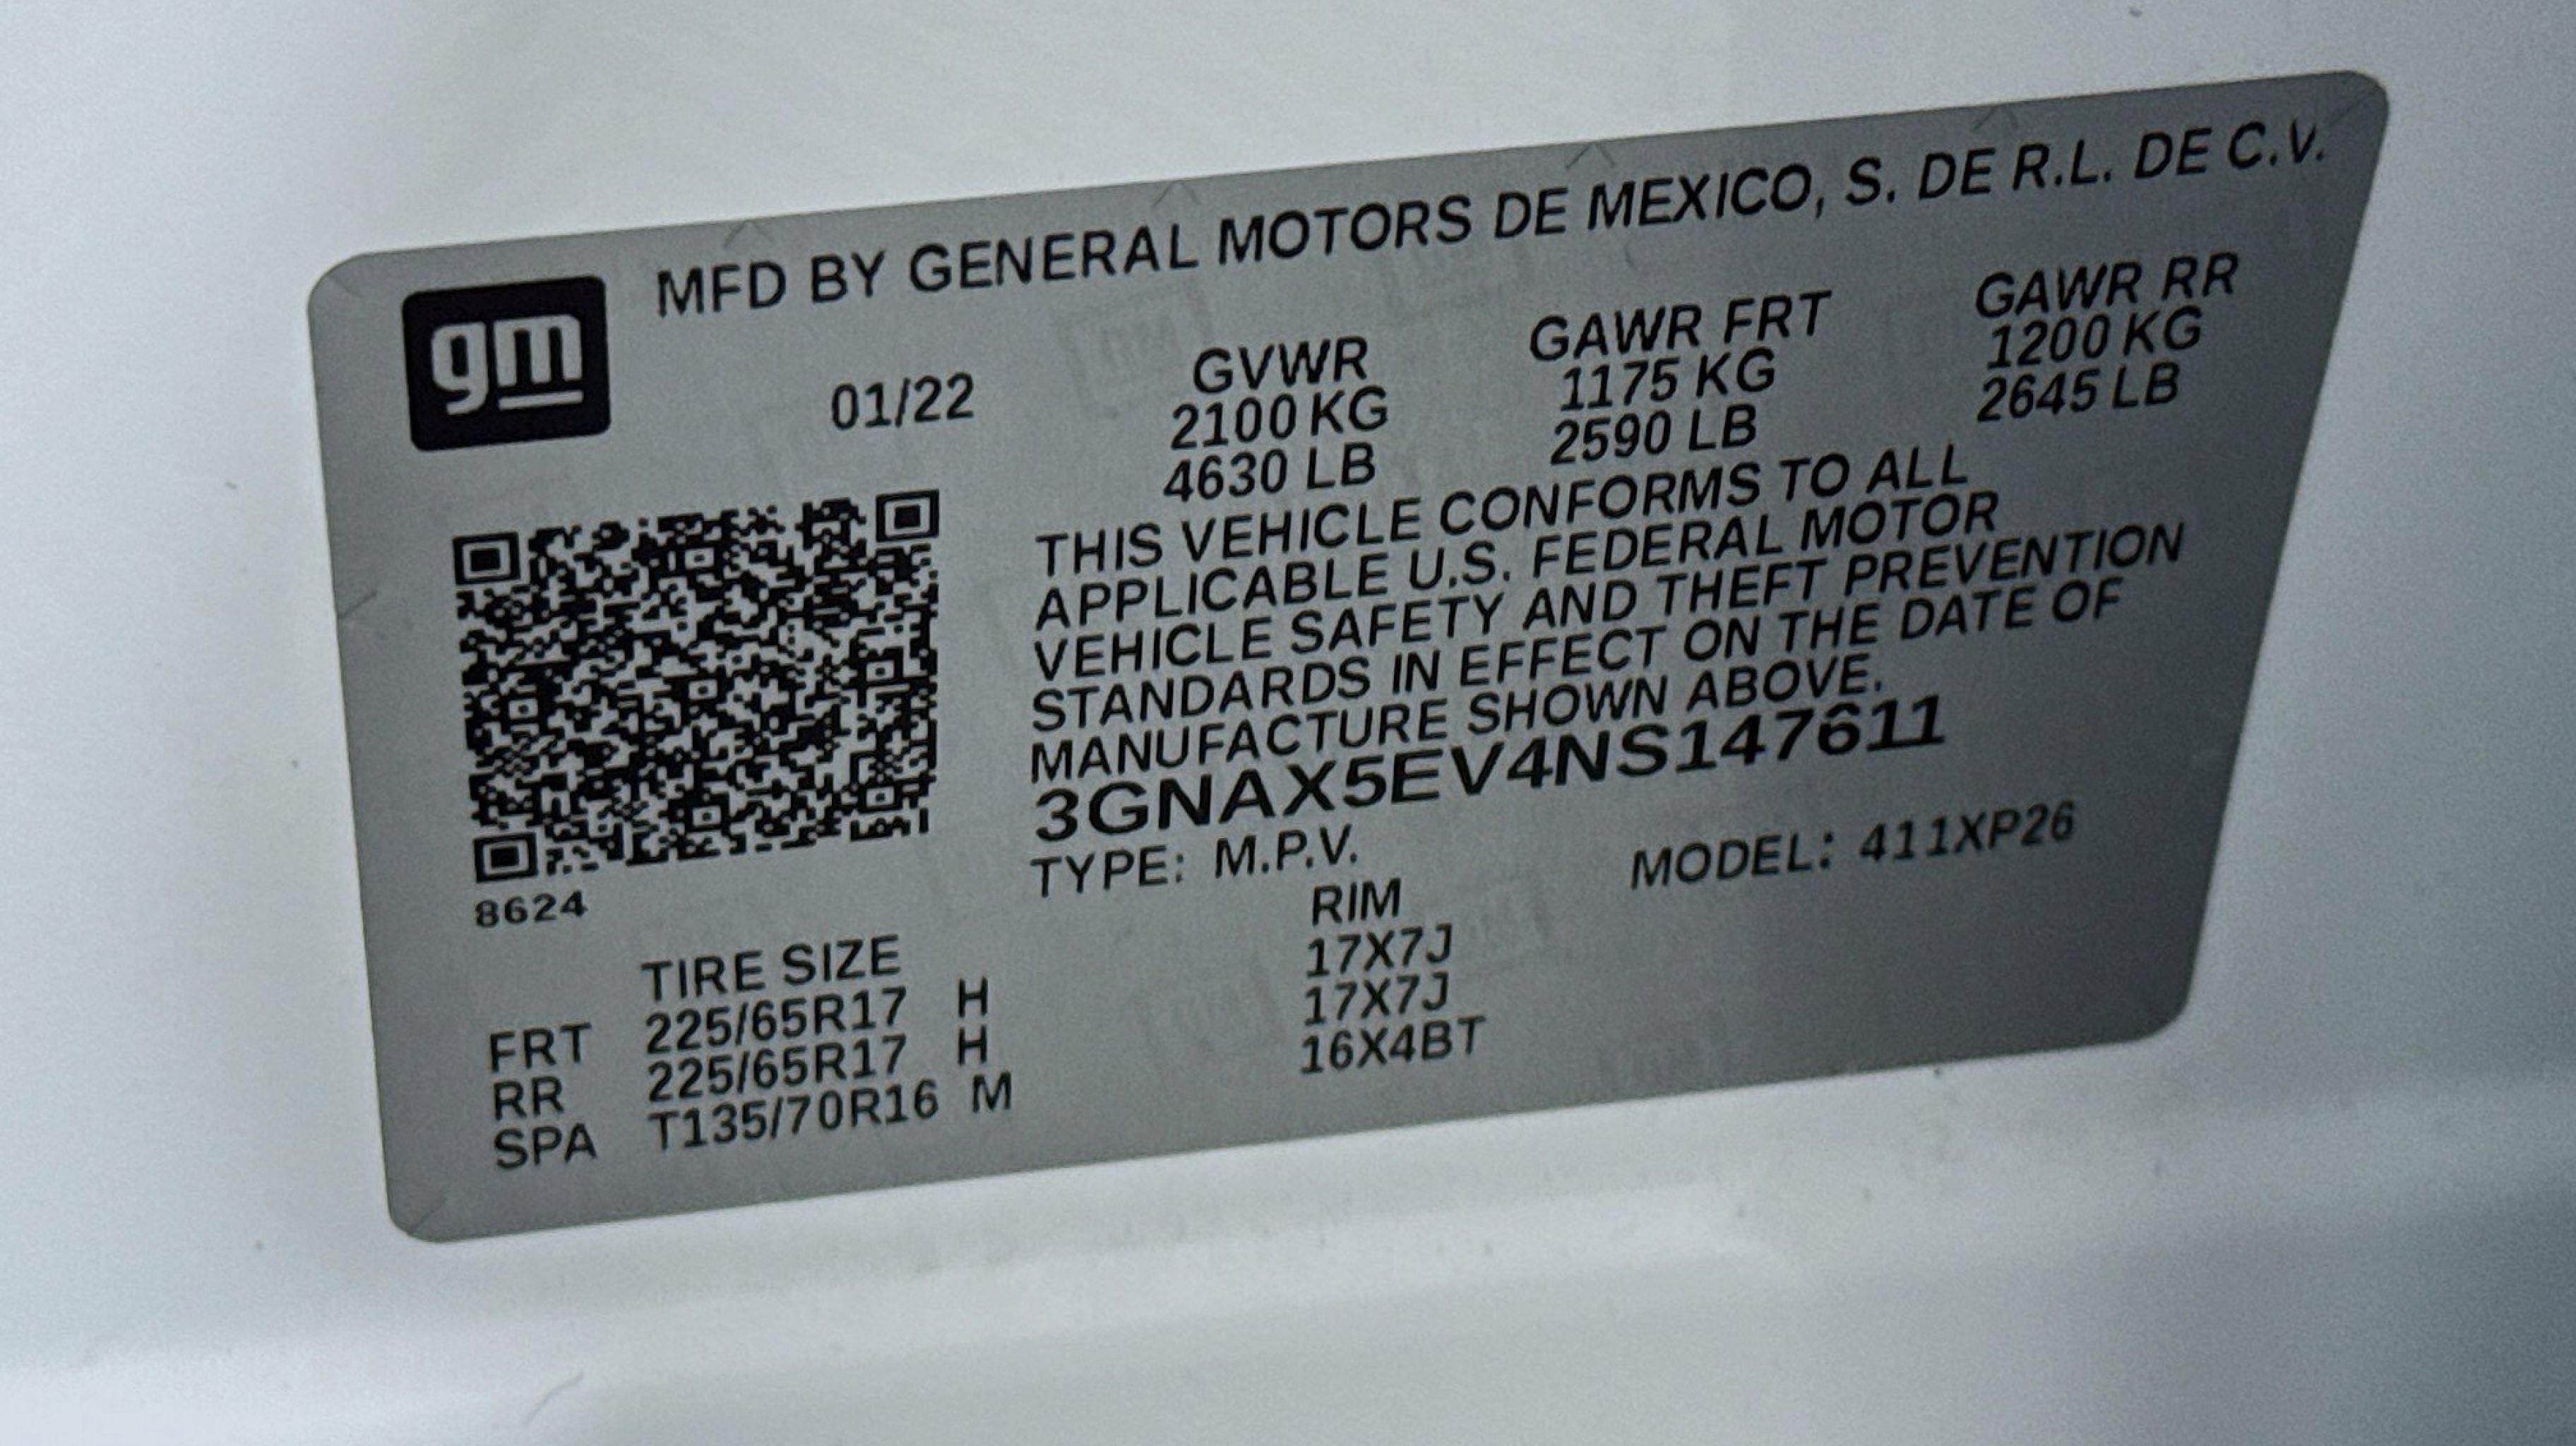 gm
MFD BY GENERAL MOTORS DE MEXICO, S. DE R.L. DE C.V.
01/22
GVWR GAWR FRT GAWR RR
2100 KG 1175 KG 1200 KG
4630 LB 2590 LB 2645 LB
THIS VEHICLE CONFORMS TO ALL
APPLICABLE U.S. FEDERAL MOTOR
VEHICLE SAFETY AND THEFT PREVENTION
STANDARDS IN EFFECT ON THE DATE OF
MANUFACTURE SHOWN ABOVE.
3GNAX5EV4NS147611
TYPE: M.P.V. MODEL: 411XP26
8624
TIRE SIZE RIM
FRT 225/65R17 H 17X7J
RR 225/65R17 H 17X7J
SPA T135/70R16 M 16X4BT